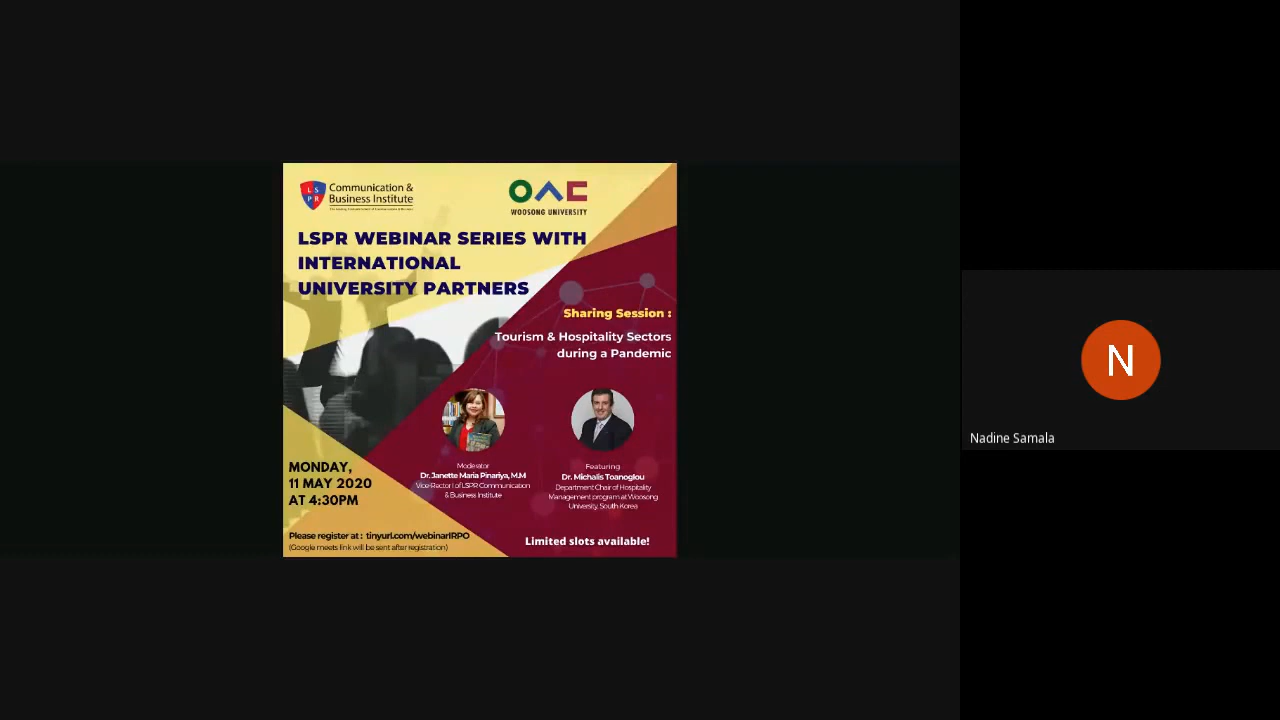 L S
P R
Communication &
Business Institute
WOOSONG UNIVERSITY
LSPR WEBINAR SERIES WITH
INTERNATIONAL
UNIVERSITY PARTNERS
Sharing Session :
Tourism & Hospitality Sectors
during a Pandemic
Moderator
Dr. Janette Maria Pinariya, M.M
Vice-Rector I of LSPR Communication
& Business Institute
Featuring
Dr. Michalis Toanoglou
Department Chair of Hospitality
Management program at Woosong
University, South Korea
MONDAY,
11 MAY 2020
AT 4:30PM
Please register at : tinyurl.com/webinarIRPO
(Google meets link will be sent after registration)
Limited slots available!
N
Nadine Samala